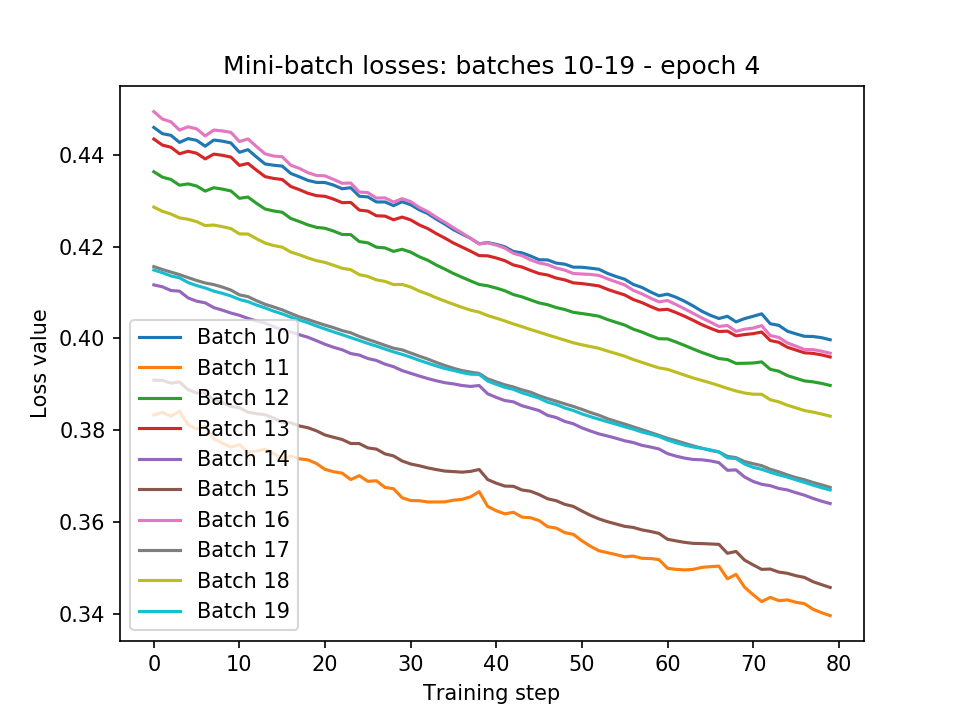 Mini-batch losses: batches 10-19 - epoch 4
Loss value
0.44
0.42
0.40
0.38
0.36
0.34
Batch 10
Batch 11
Batch 12
Batch 13
Batch 14
Batch 15
Batch 16
Batch 17
Batch 18
Batch 19
0 10 20 30 40 50 60 70 80
Training step